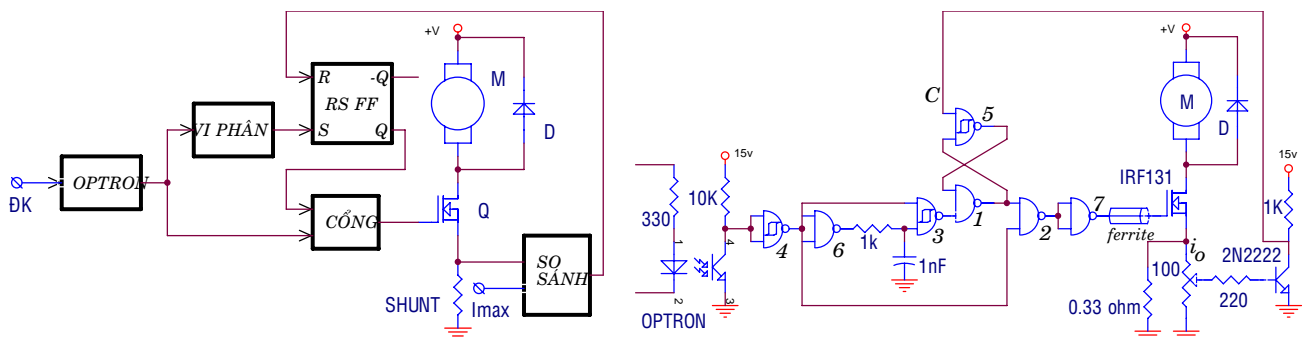 +V
R
-Q
RS FF
S
Q
M
D
VI PHÂN
OPTRON
ĐK
CỔNG
Q
SO
SÁNH
SHUNT
Imax
+V
M
D
C
5
15v
10K
330
1
4
2
3
OPTRON
4
6
1k
3
1nF
1
2
7
ferrite
IRF131
15v
1K
io
2N2222
100
220
0.33 ohm